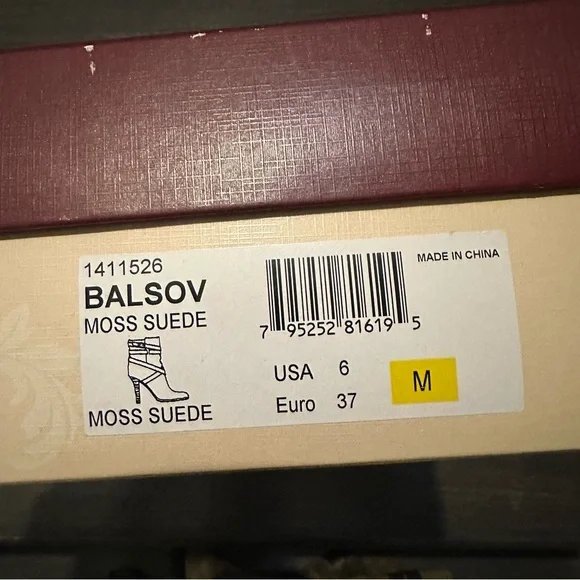 1411526
BALSOV
MOSS SUEDE
MOSS SUEDE
7 95252 81619 5
MADE IN CHINA
USA 6
Euro 37
M